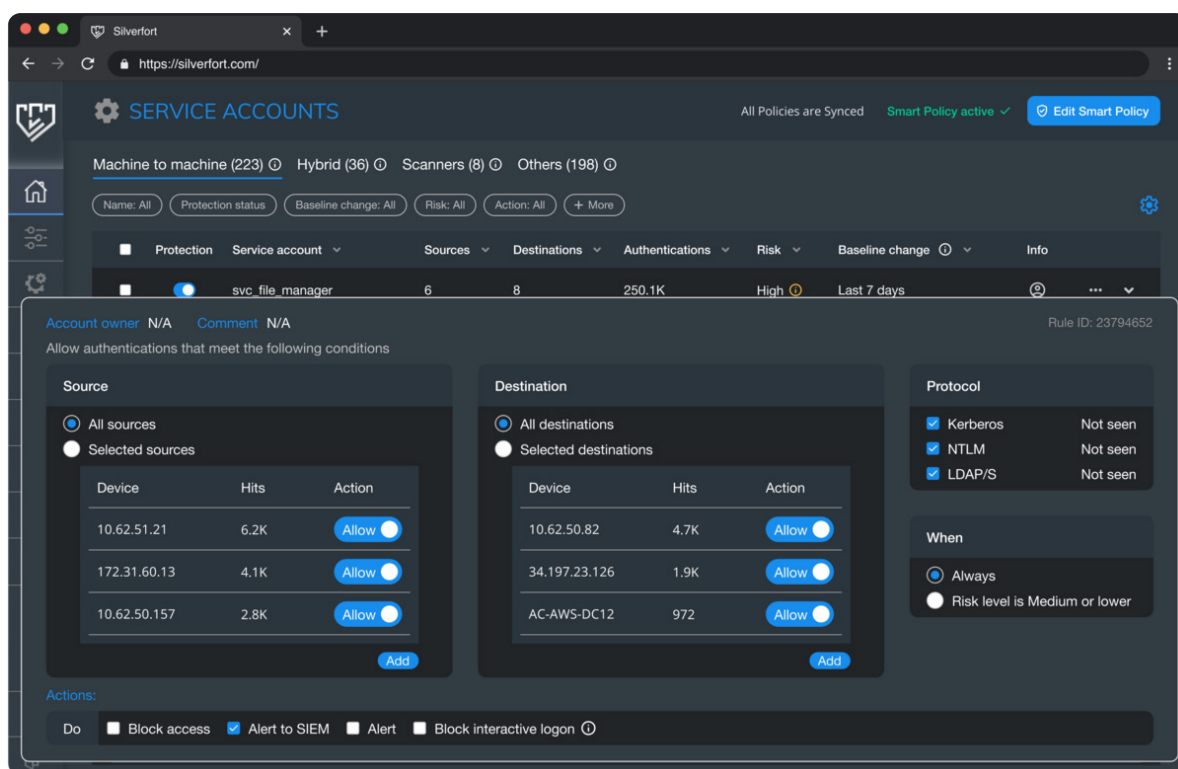 Silverfort
https://silverfort.com/
SERVICE ACCOUNTS
All Policies are Synced
Smart Policy active
Edit Smart Policy
Machine to machine (223) Hybrid (36) Scanners (8) Others (198)
Name: All Protection status Baseline change: All Risk: All Action: All + More
Protection Service account Sources Destinations Authentications Risk Baseline change Info
svc_file_manager 6 8 250.1K High Last 7 days
Account owner N/A Comment N/A Rule ID: 23794652
Allow authentications that meet the following conditions
Source
All sources
Selected sources
Device Hits Action
10.62.51.21 6.2K Allow
172.31.60.13 4.1K Allow
10.62.50.157 2.8K Allow
Add
Destination
All destinations
Selected destinations
Device Hits Action
10.62.50.82 4.7K Allow
34.197.23.126 1.9K Allow
AC-AWS-DC12 972 Allow
Add
Protocol
Kerberos Not seen
NTLM Not seen
LDAP/S Not seen
When
Always
Risk level is Medium or lower
Actions:
Do Block access Alert to SIEM Alert Block interactive logon